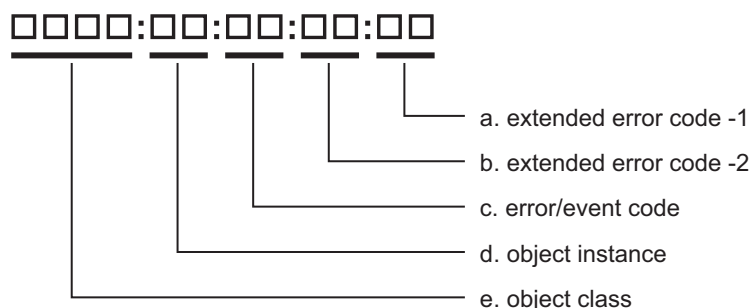 □□□□:□□:□□:□□:□□
a. extended error code -1
b. extended error code -2
c. error/event code
d. object instance
e. object class